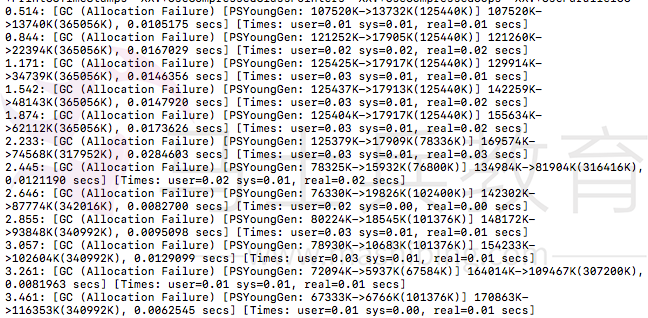 0.514: [GC (Allocation Failure) [PSYoungGen: 107520K->13732K(125440K)] 107520K-
>13740K(365056K), 0.0105175 secs] [Times: user=0.01 sys=0.01, real=0.01 secs]
0.844: [GC (Allocation Failure) [PSYoungGen: 121252K->17905K(125440K)] 121260K-
>22394K(365056K), 0.0167029 secs] [Times: user=0.02 sys=0.02, real=0.02 secs]
1.171: [GC (Allocation Failure) [PSYoungGen: 125425K->17917K(125440K)] 129914K-
>34739K(365056K), 0.0146356 secs] [Times: user=0.03 sys=0.01, real=0.01 secs]
1.542: [GC (Allocation Failure) [PSYoungGen: 125437K->17913K(125440K)] 142259K-
>48143K(365056K), 0.0147920 secs] [Times: user=0.03 sys=0.01, real=0.02 secs]
1.874: [GC (Allocation Failure) [PSYoungGen: 125404K->17917K(125440K)] 155634K-
>62112K(365056K), 0.0173626 secs] [Times: user=0.03 sys=0.01, real=0.02 secs]
2.233: [GC (Allocation Failure) [PSYoungGen: 125379K->17909K(78336K)] 169574K-
>74568K(317952K), 0.0284603 secs] [Times: user=0.03 sys=0.01, real=0.03 secs]
2.445: [GC (Allocation Failure) [PSYoungGen: 78325K->15932K(76800K)] 134984K->81904K(316416K),
0.0121190 secs] [Times: user=0.02 sys=0.01, real=0.02 secs]
2.646: [GC (Allocation Failure) [PSYoungGen: 76330K->19826K(102400K)] 142302K-
>87774K(342016K), 0.0082700 secs] [Times: user=0.02 sys=0.00, real=0.00 secs]
2.855: [GC (Allocation Failure) [PSYoungGen: 80224K->18545K(101376K)] 148172K-
>93848K(340992K), 0.0095098 secs] [Times: user=0.03 sys=0.01, real=0.01 secs]
3.057: [GC (Allocation Failure) [PSYoungGen: 78930K->10683K(101376K)] 154233K-
>102604K(340992K), 0.0129099 secs] [Times: user=0.03 sys=0.00, real=0.01 secs]
3.261: [GC (Allocation Failure) [PSYoungGen: 72094K->5937K(67584K)] 164014K->109467K(307200K),
0.0081963 secs] [Times: user=0.01 sys=0.01, real=0.01 secs]
3.461: [GC (Allocation Failure) [PSYoungGen: 67333K->6766K(101376K)] 170863K-
>116353K(340992K), 0.0062545 secs] [Times: user=0.01 sys=0.00, real=0.01 secs]
马士兵教育